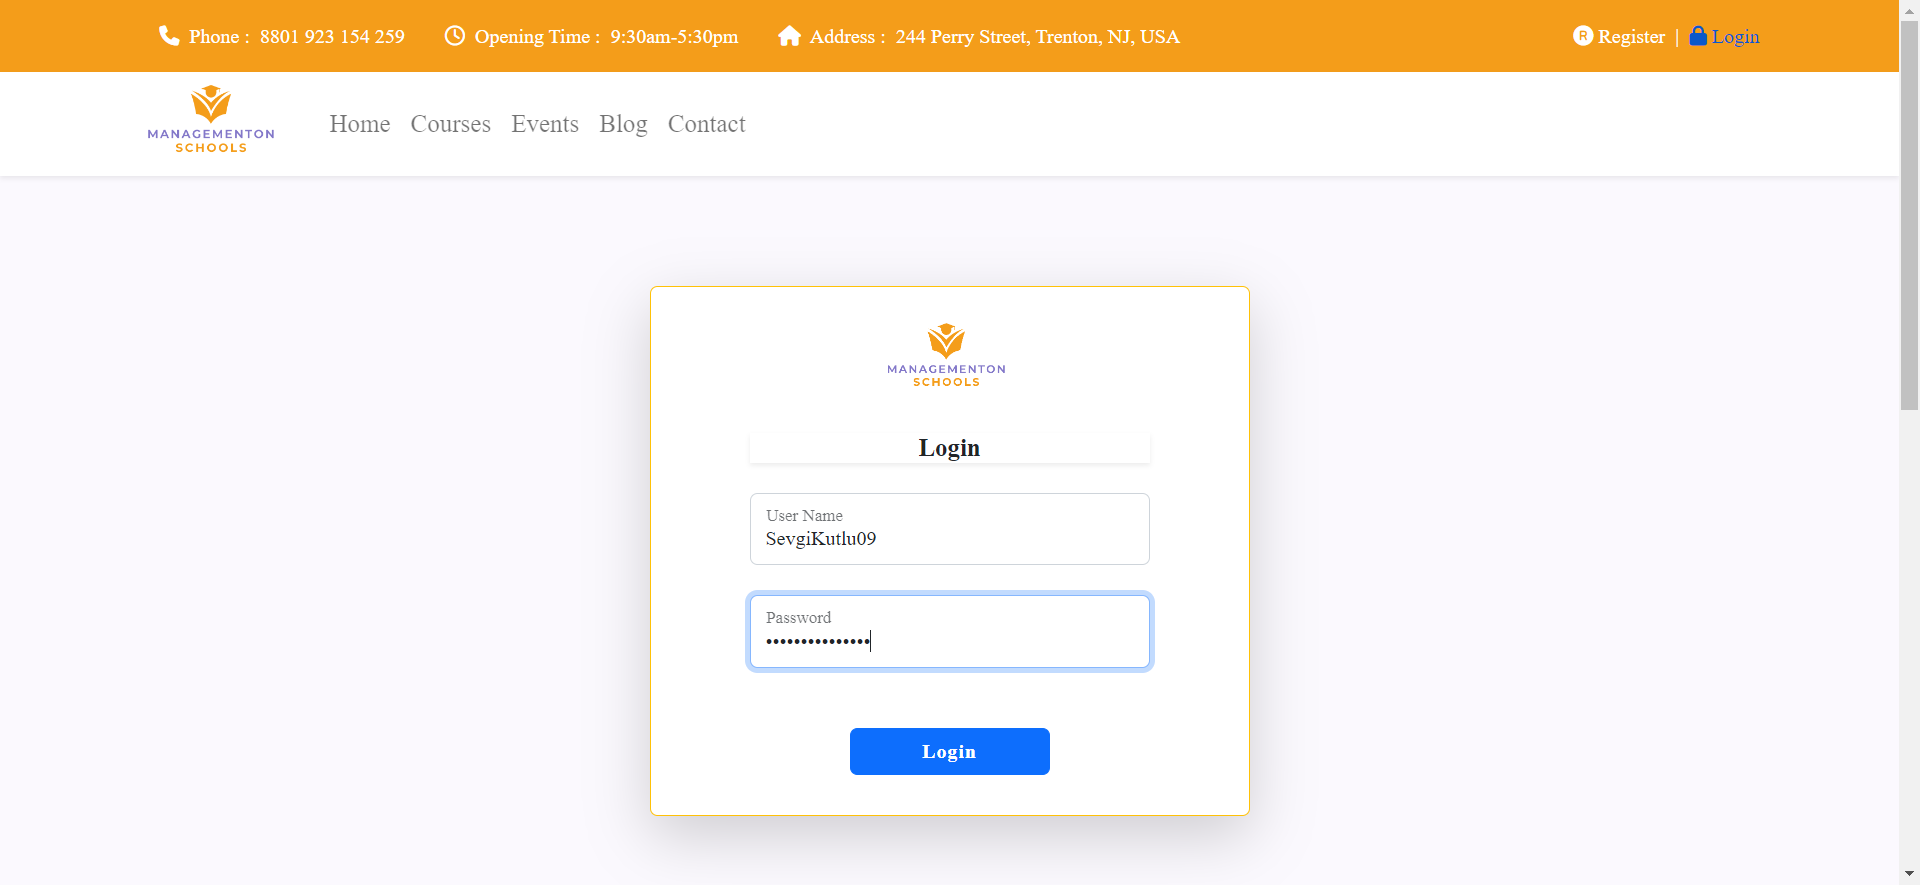 Phone : 8801 923 154 259 Opening Time : 9:30am-5:30pm Address : 244 Perry Street, Trenton, NJ, USA R Register | Login
MANAGEMENTON
SCHOOLS
Home Courses Events Blog Contact
MANAGEMENTON
SCHOOLS
Login
User Name
SevgiKutlu09
Password
•••••••••••••••
Login